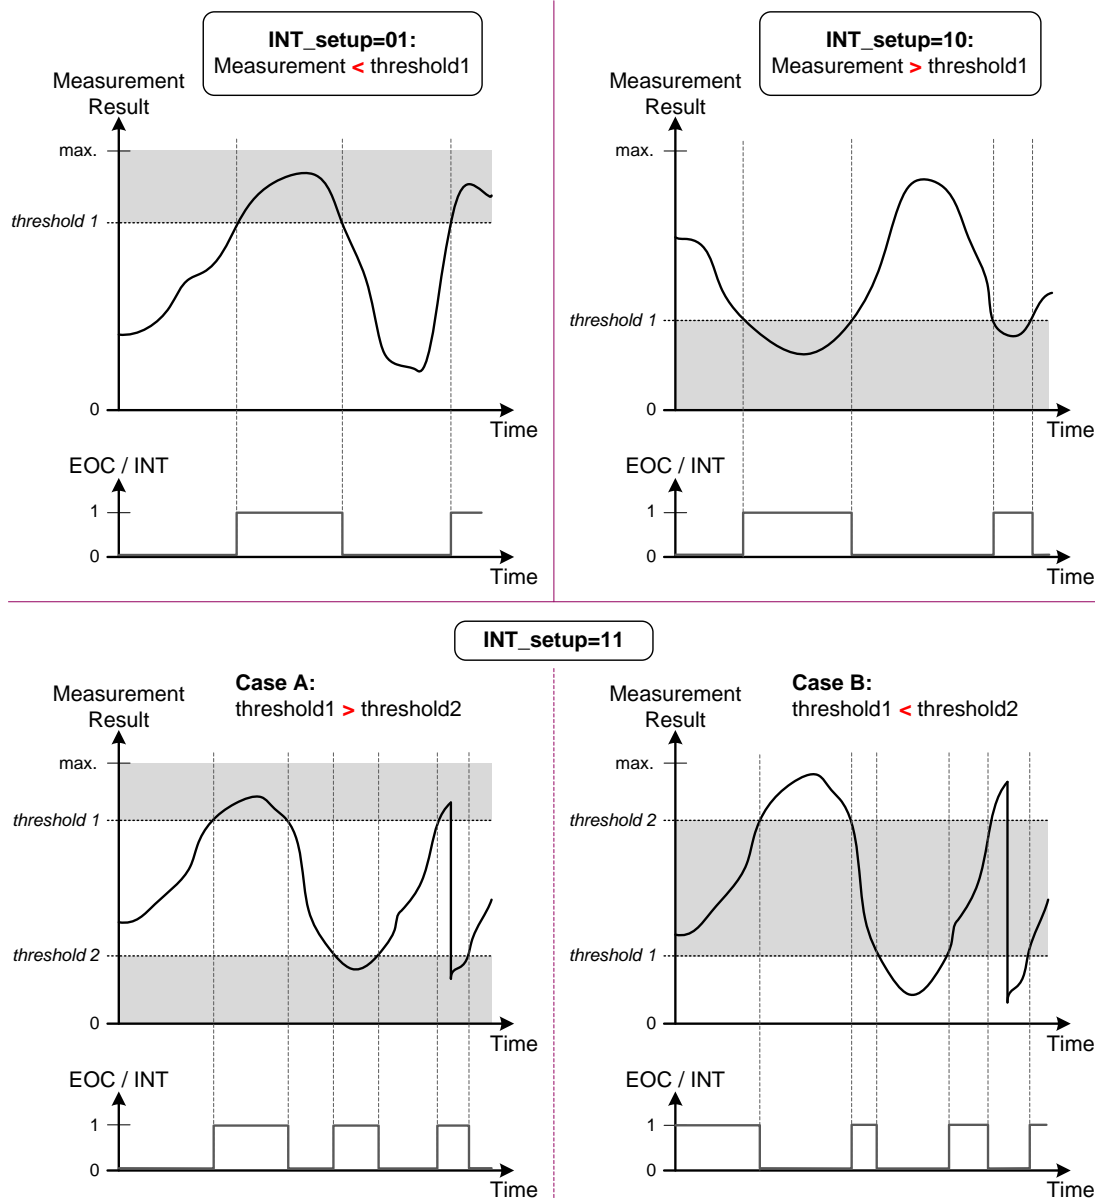 INT_setup=01:
Measurement < threshold1
Measurement
Result
max.
threshold 1
0
Time
EOC / INT
1
0
Time
INT_setup=10:
Measurement > threshold1
Measurement
Result
max.
threshold 1
0
Time
EOC / INT
1
0
Time
INT_setup=11
Case A:
threshold1 > threshold2
Measurement
Result
max.
threshold 1
threshold 2
0
Time
EOC / INT
1
0
Time
Case B:
threshold1 < threshold2
Measurement
Result
max.
threshold 2
threshold 1
0
Time
EOC / INT
1
0
Time